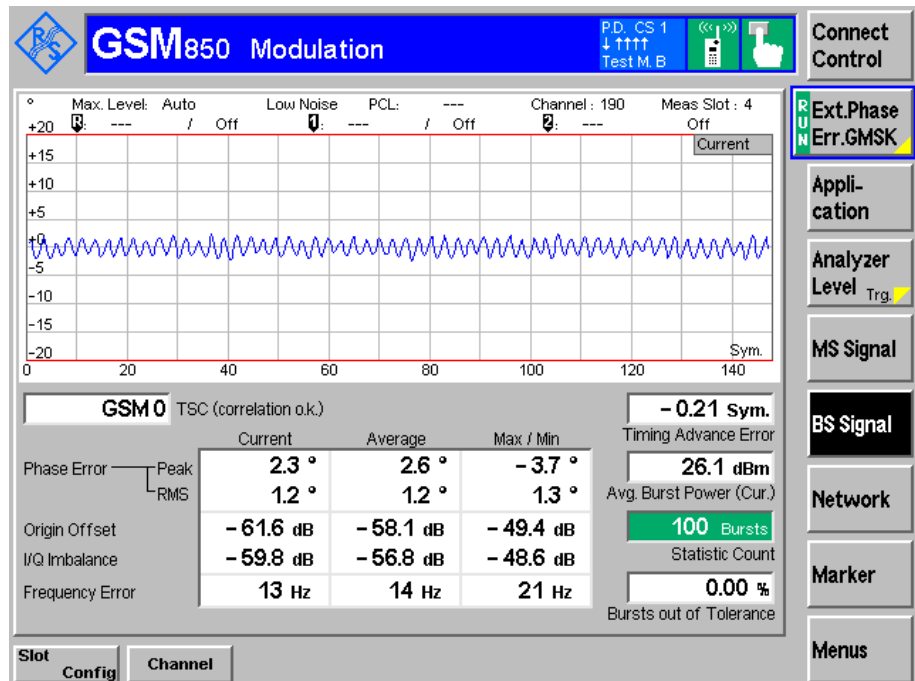 R&S
GSM850 Modulation
P.D. CS 1
↓ ↑↑↑↑
Test M. B
Connect Control
° Max. Level: Auto Low Noise PCL: --- Channel : 190 Meas Slot : 4
R: --- / Off 1: --- / Off 2: --- Off
Current
+20
+15
+10
+5
+0
-5
-10
-15
-20
Sym.
0 20 40 60 80 100 120 140
GSM 0 TSC (correlation o.k.)
Current Average Max / Min
Phase Error Peak 2.3 ° 2.6 ° – 3.7 °
RMS 1.2 ° 1.2 ° 1.3 °
Origin Offset – 61.6 dB – 58.1 dB – 49.4 dB
I/Q Imbalance – 59.8 dB – 56.8 dB – 48.6 dB
Frequency Error 13 Hz 14 Hz 21 Hz
– 0.21 Sym.
Timing Advance Error
26.1 dBm
Avg. Burst Power (Cur.)
100 Bursts
Statistic Count
0.00 %
Bursts out of Tolerance
RUN
Ext.Phase
Err.GMSK
Appli-
cation
Analyzer
Level Trg.
MS Signal
BS Signal
Network
Marker
Menus
Slot
Config
Channel